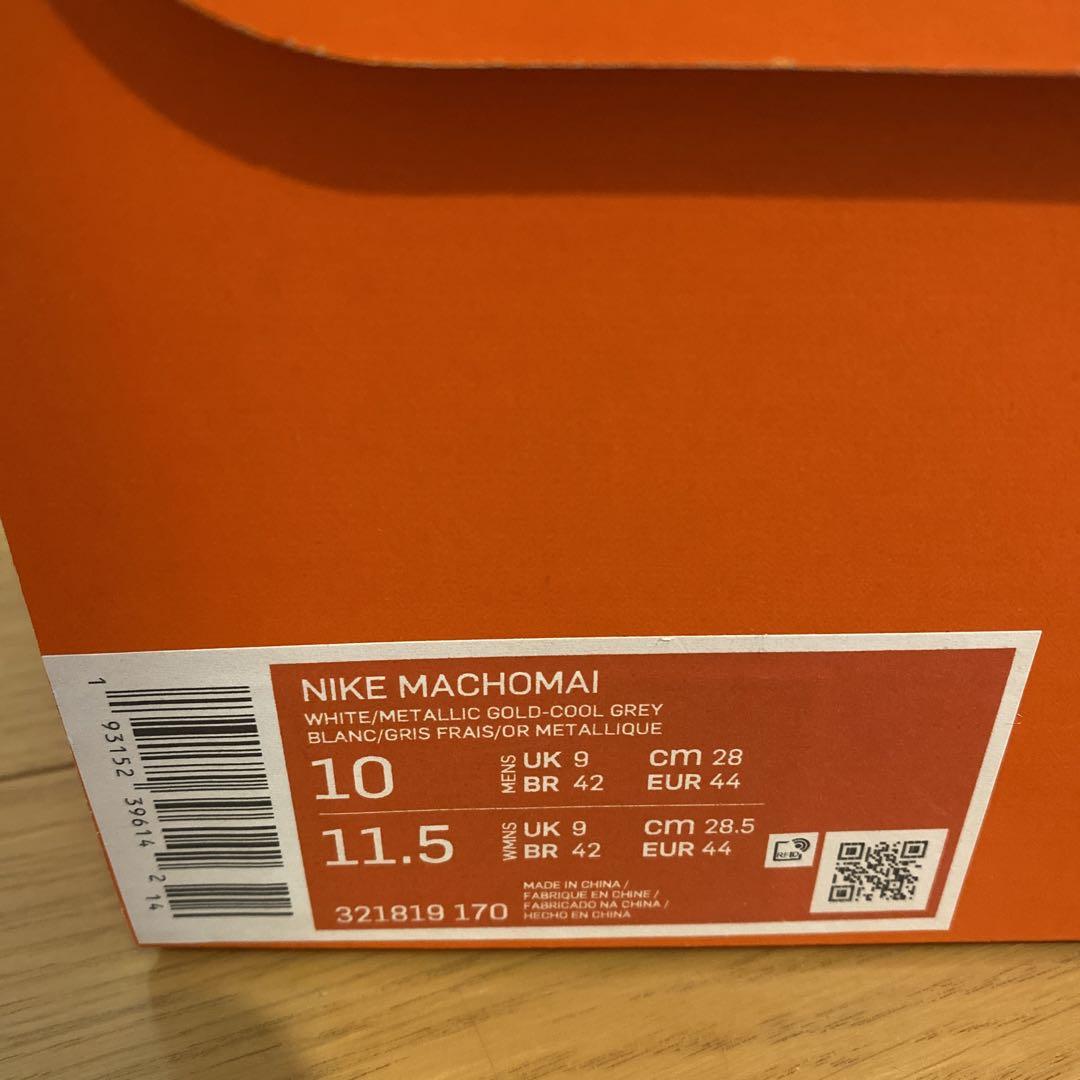 NIKE MACHOMAI
WHITE/METALLIC GOLD-COOL GREY
BLANC/GRIS FRAIS/OR METALLIQUE
10 MENS UK 9 cm 28
BR 42 EUR 44
11.5 WMNS UK 9 cm 28.5
BR 42 EUR 44
RFID
MADE IN CHINA /
FABRIQUE EN CHINE /
FABRICADO NA CHINA /
HECHO EN CHINA
321819 170
1 93152 39614 2 14